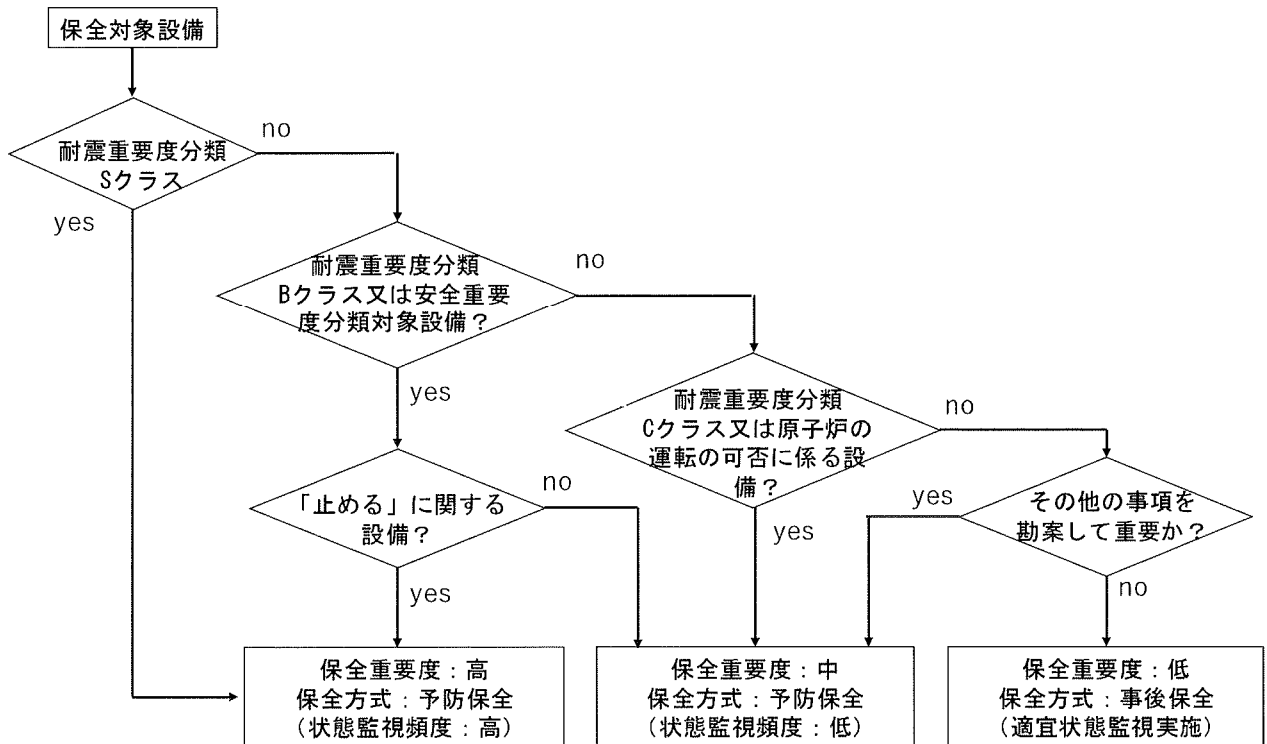 保全対象設備
耐震重要度分類
Sクラス
no
yes
耐震重要度分類
Bクラス又は安全重要
度分類対象設備？
no
yes
耐震重要度分類
Cクラス又は原子炉の
運転の可否に係る設
備？
no
yes
「止める」に関する
設備？
no
yes
その他の事項を
勘案して重要か？
yes
no
保全重要度：高
保全方式：予防保全
(状態監視頻度：高)
保全重要度：中
保全方式：予防保全
(状態監視頻度：低)
保全重要度：低
保全方式：事後保全
(適宜状態監視実施)